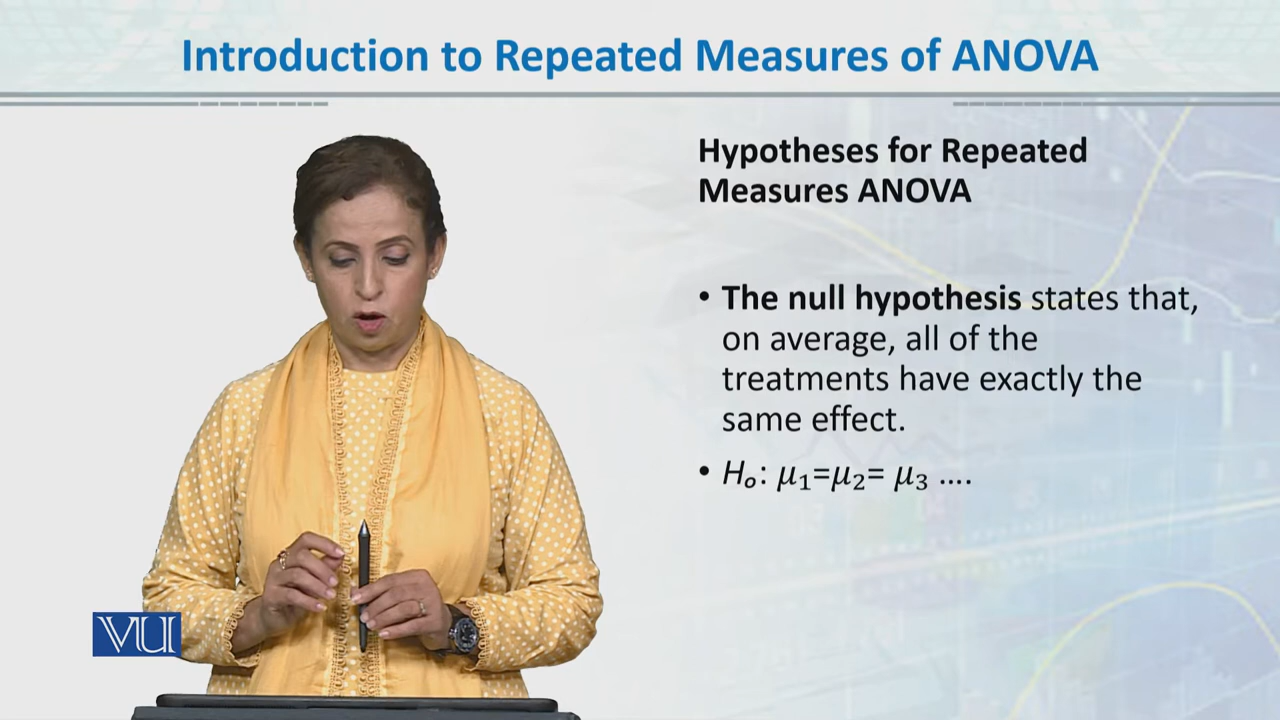 Introduction to Repeated Measures of ANOVA
Hypotheses for Repeated
Measures ANOVA
• The null hypothesis states that,
on average, all of the
treatments have exactly the
same effect.
• Hₒ: μ₁=μ₂= μ₃ ....
VU